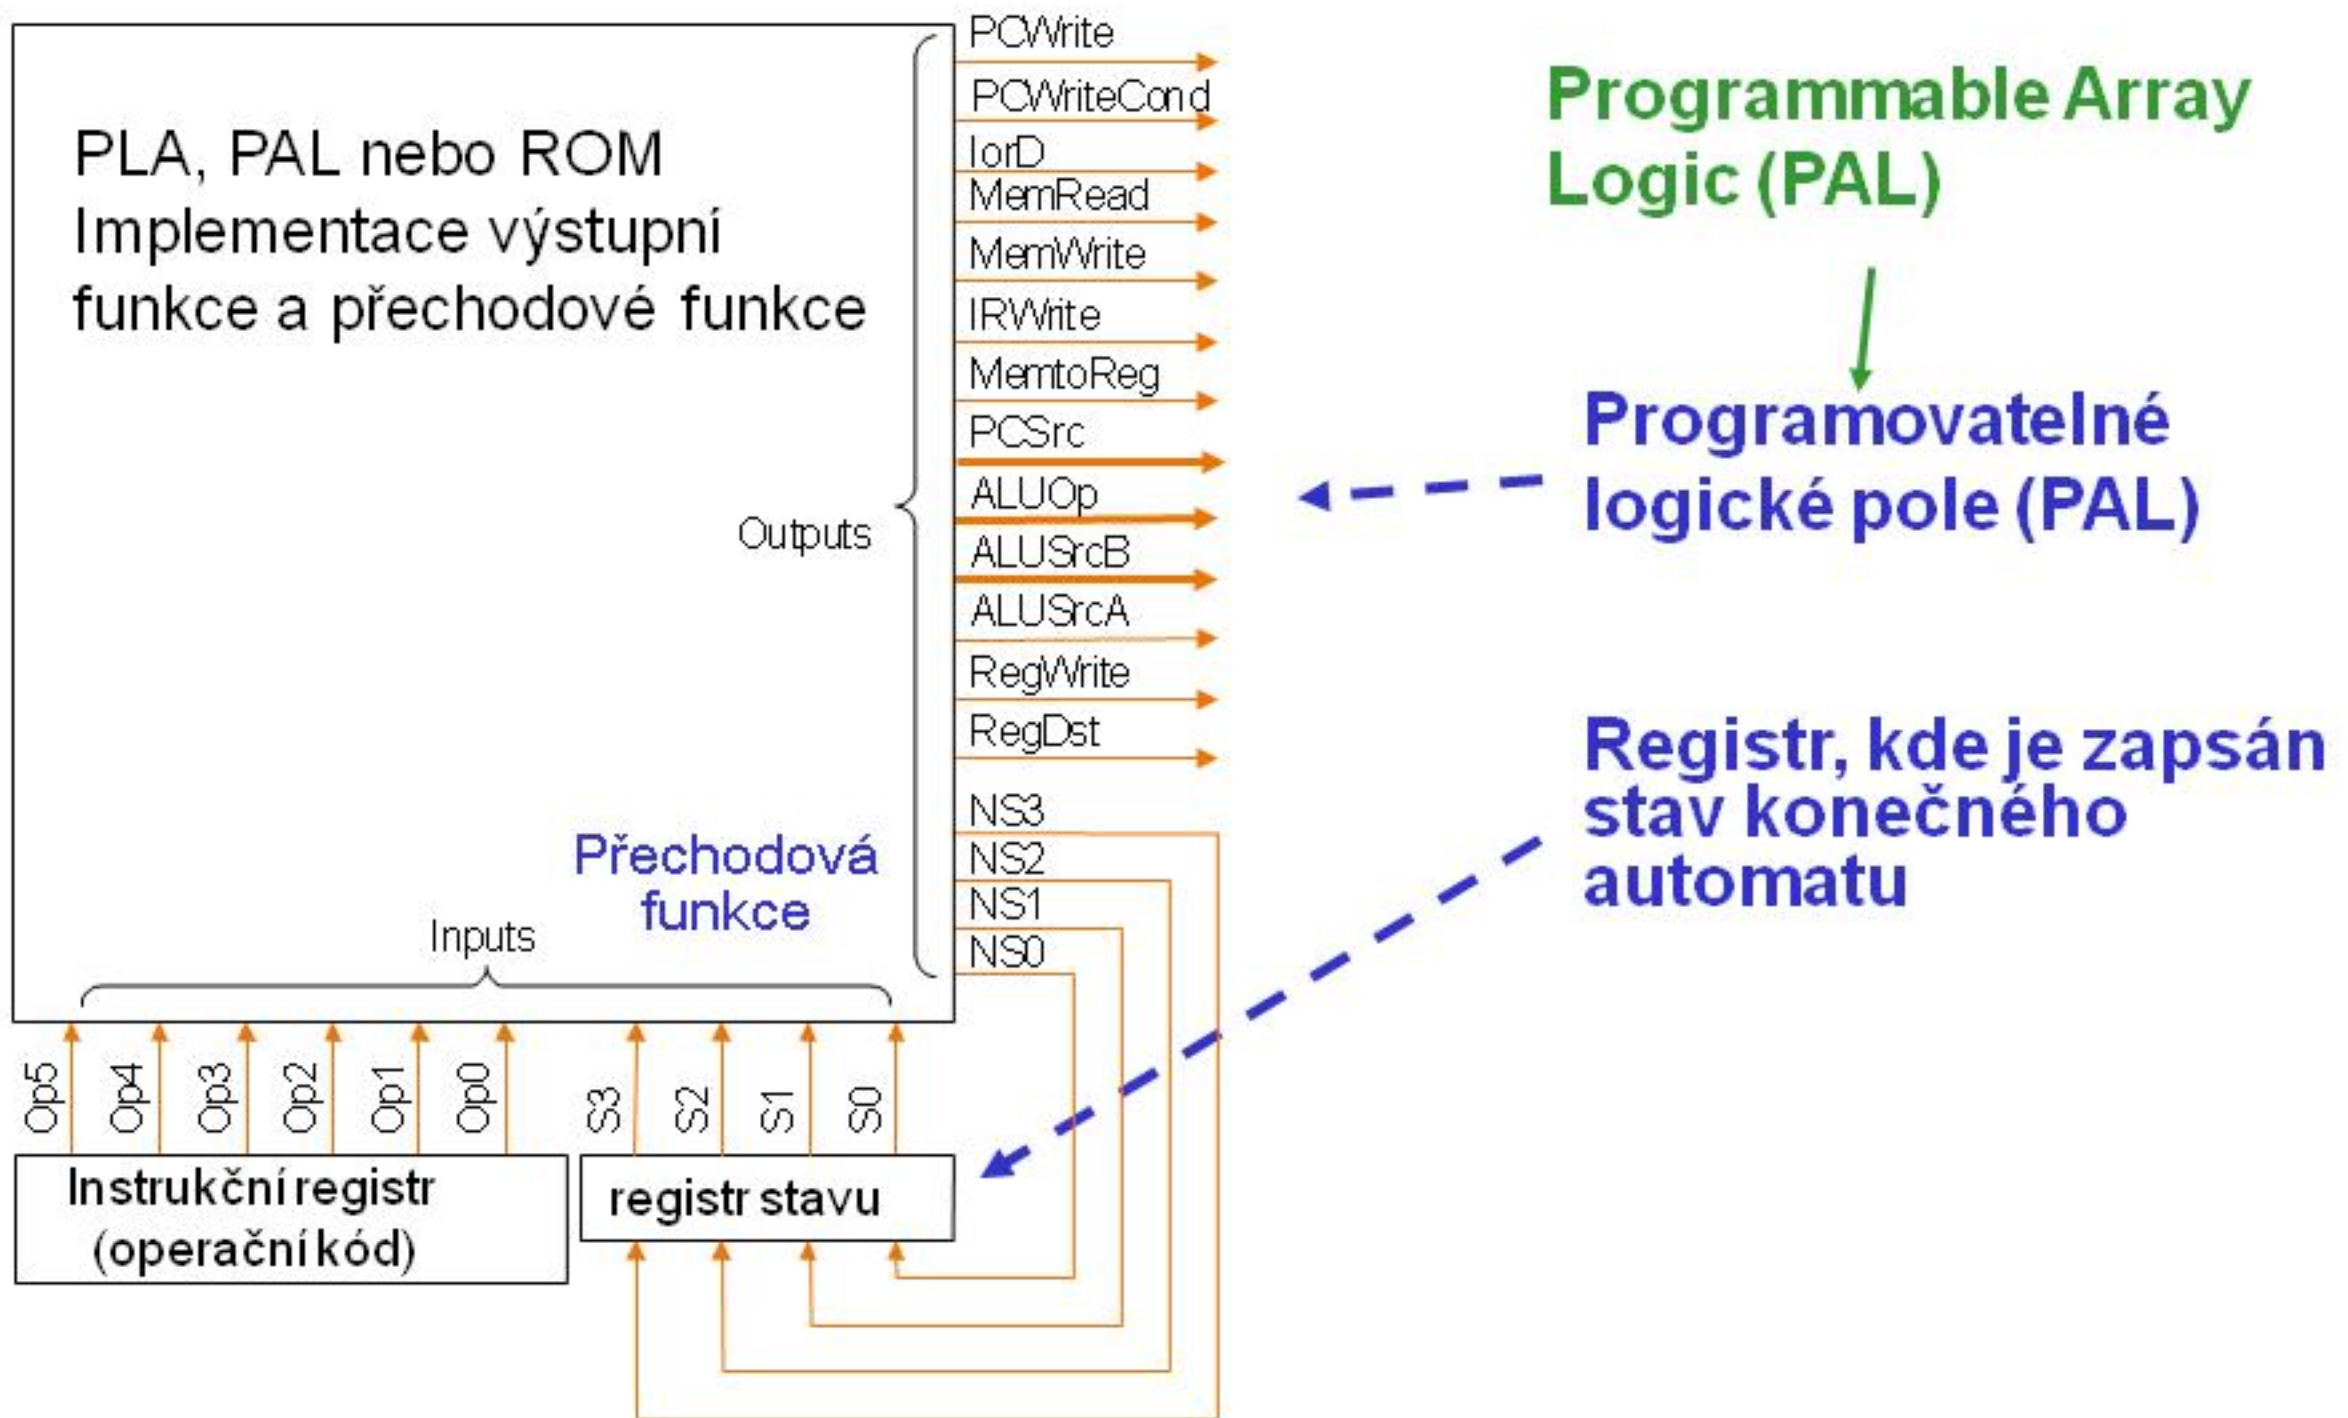 PLA, PAL nebo ROM
Implementace výstupní
funkce a přechodové funkce
Outputs
PCWrite
PCWriteCond
IorD
MemRead
MemWrite
IRWrite
MemtoReg
PCSrc
ALUOp
ALUSrcB
ALUSrcA
RegWrite
RegDst
NS3
NS2
NS1
NS0
Přechodová
funkce
Inputs
Op5
Op4
Op3
Op2
Op1
Op0
S3
S2
S1
S0
Instrukční registr
(operační kód)
registr stavu
Programmable Array
Logic (PAL)
Programovatelné
logické pole (PAL)
Registr, kde je zapsán
stav konečného
automatu